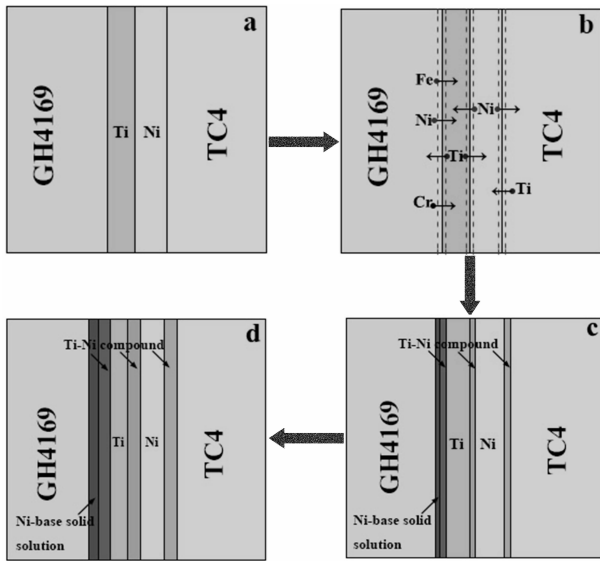 a
GH4169
Ti
Ni
TC4
b
GH4169
Fe
Ni
Ni
Ti
Ti
Cr
TC4
d
Ti-Ni compound
GH4169
Ti
Ni
TC4
Ni-base solid
solution
c
Ti-Ni compound
GH4169
Ti
Ni
TC4
Ni-base solid
solution